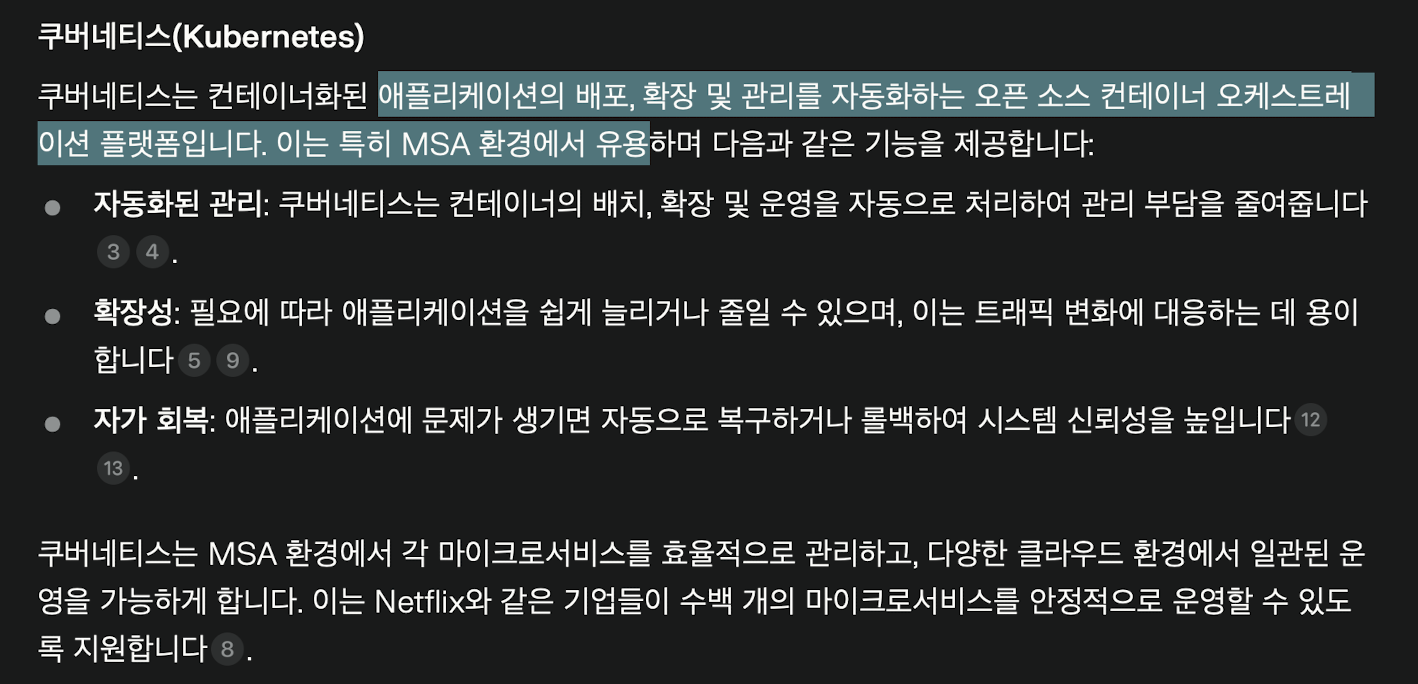 쿠버네티스(Kubernetes)
쿠버네티스는 컨테이너화된 애플리케이션의 배포, 확장 및 관리를 자동화하는 오픈 소스 컨테이너 오케스트레
이션 플랫폼입니다. 이는 특히 MSA 환경에서 유용하며 다음과 같은 기능을 제공합니다:
● 자동화된 관리: 쿠버네티스는 컨테이너의 배치, 확장 및 운영을 자동으로 처리하여 관리 부담을 줄여줍니다
3 4 .
● 확장성: 필요에 따라 애플리케이션을 쉽게 늘리거나 줄일 수 있으며, 이는 트래픽 변화에 대응하는 데 용이
합니다 5 9 .
● 자가 회복: 애플리케이션에 문제가 생기면 자동으로 복구하거나 롤백하여 시스템 신뢰성을 높입니다 12
13 .
쿠버네티스는 MSA 환경에서 각 마이크로서비스를 효율적으로 관리하고, 다양한 클라우드 환경에서 일관된 운
영을 가능하게 합니다. 이는 Netflix와 같은 기업들이 수백 개의 마이크로서비스를 안정적으로 운영할 수 있도
록 지원합니다 8 .